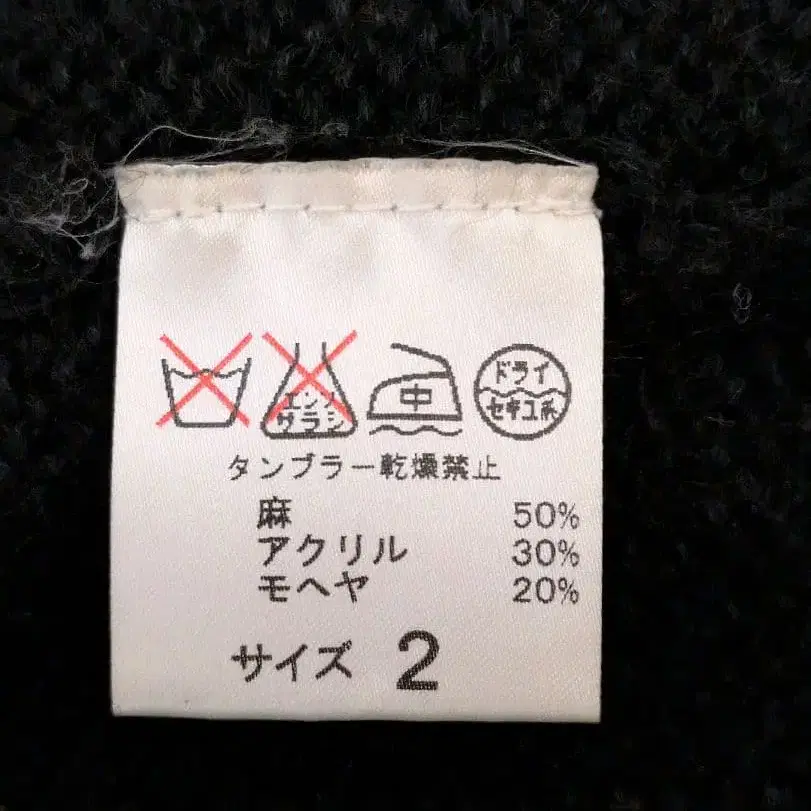 エンソ
サラシ
中
ドライ
セキユ系
タンブラー乾燥禁止
麻 50%
アクリル 30%
モヘヤ 20%
サイズ 2